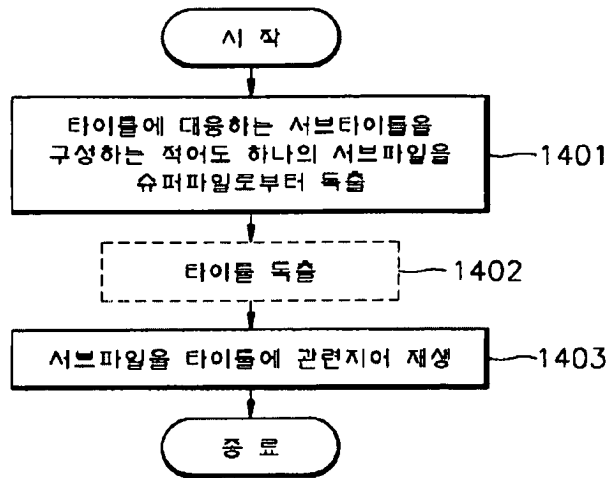 시 작
타이틀에 대응하는 서브타이틀을
구성하는 적어도 하나의 서브파일을
슈퍼파일로부터 독출
1401
타이틀 독출
1402
서브파일을 타이틀에 관련지어 재생
1403
종 료